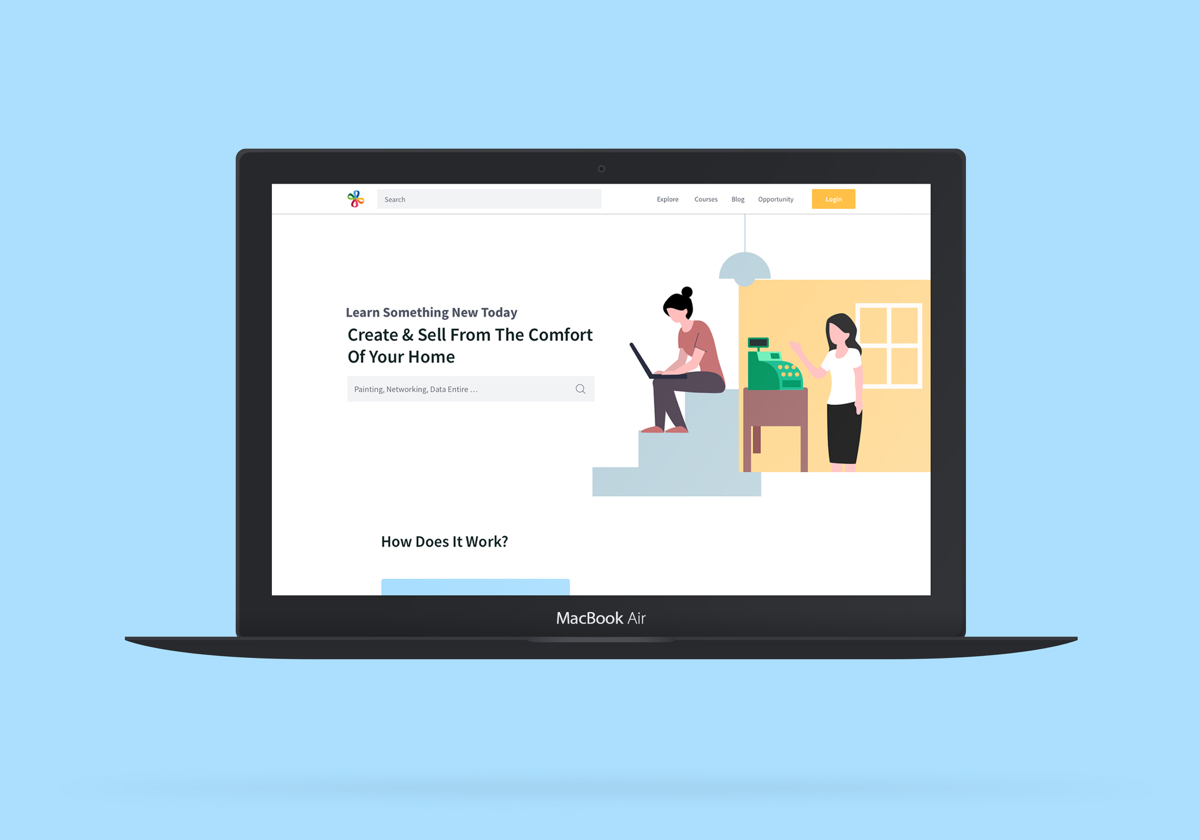 Search
Explore
Courses
Blog
Opportunity
Login
Learn Something New Today
Create & Sell From The Comfort
Of Your Home
Painting, Networking, Data Entire ...
How Does It Work?
MacBook Air